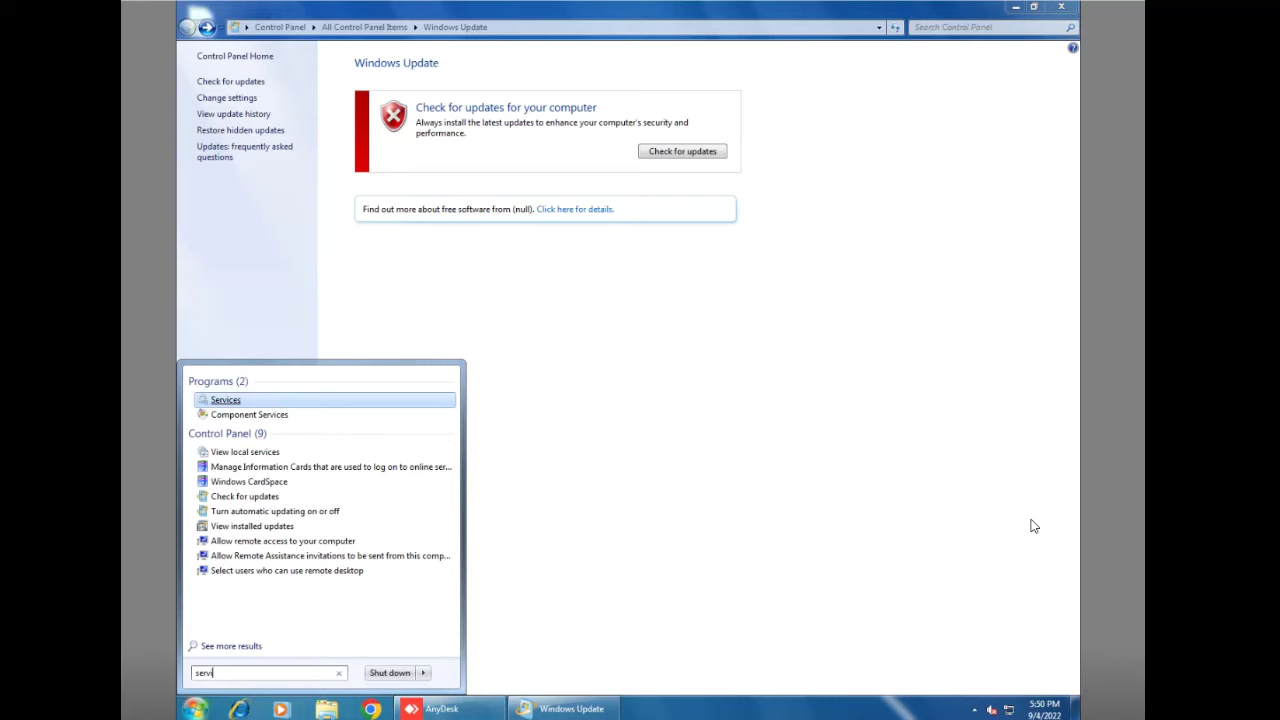 Control Panel ▸ All Control Panel Items ▸ Windows Update
Search Control Panel
Control Panel Home
Check for updates
Change settings
View update history
Restore hidden updates
Updates: frequently asked
questions
Windows Update
Check for updates for your computer
Always install the latest updates to enhance your computer's security and
performance.
Check for updates
Find out more about free software from (null). Click here for details.
Programs (2)
Services
Component Services
Control Panel (9)
View local services
Manage Information Cards that are used to log on to online ser...
Windows CardSpace
Check for updates
Turn automatic updating on or off
View installed updates
Allow remote access to your computer
Allow Remote Assistance invitations to be sent from this comp...
Select users who can use remote desktop
See more results
servi
Shut down
AnyDesk
Windows Update
5:50 PM
9/4/2022